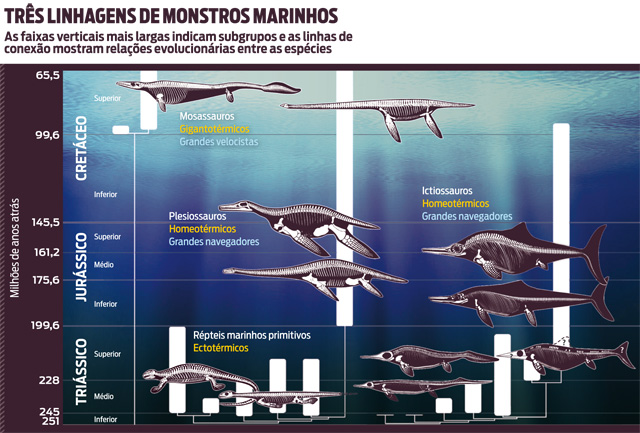 TRÊS LINHAGENS DE MONSTROS MARINHOS
As faixas verticais mais largas indicam subgrupos e as linhas de
conexão mostram relações evolucionárias entre as espécies
Milhões de anos atrás
65,5
CRETÁCEO
Superior
99,6
Inferior
145,5
JURÁSSICO
Superior
161,2
Médio
175,6
Inferior
199,6
TRIÁSSICO
Superior
228
Médio
245
Inferior
251
Mosassauros
Gigantotérmicos
Grandes velocistas
Plesiossauros
Homeotérmicos
Grandes navegadores
Ictiossauros
Homeotérmicos
Grandes navegadores
Répteis marinhos primitivos
Ectotérmicos